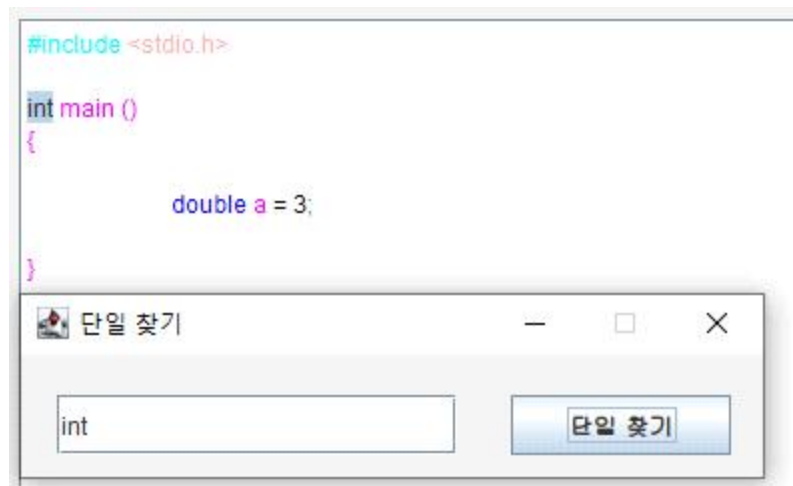 #include <stdio.h>
int main ()
{
double a = 3;
}
단일 찾기
int
단일 찾기